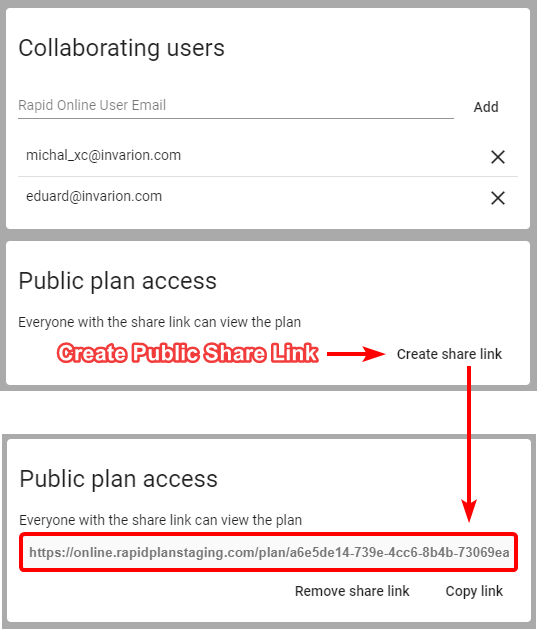 Collaborating users
Rapid Online User Email Add
michal_xc@invarion.com
eduard@invarion.com
Public plan access
Everyone with the share link can view the plan
Create Public Share Link Create share link
Public plan access
Everyone with the share link can view the plan
https://online.rapidplanstaging.com/plan/a6e5de14-739e-4cc6-8b4b-73069ea
Remove share link Copy link